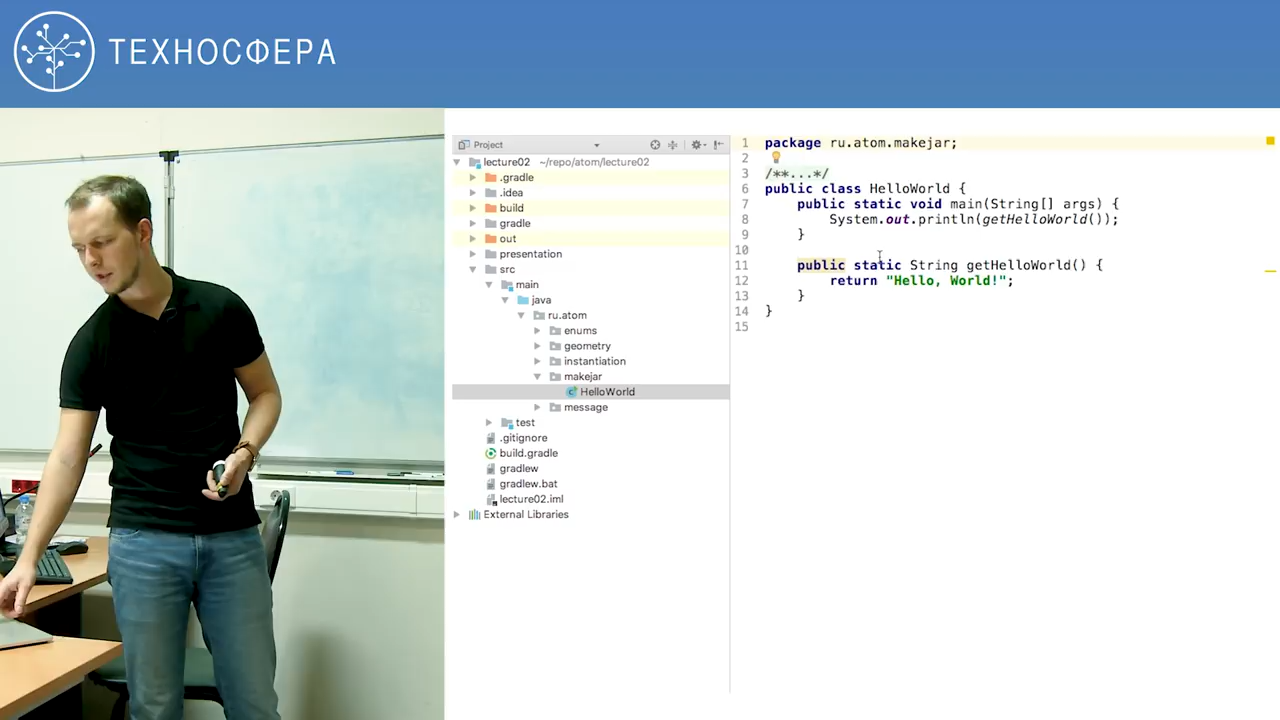 ТЕХНОСФЕРА
Project
lecture02 ~/repo/atom/lecture02
.gradle
.idea
build
gradle
out
presentation
src
main
java
ru.atom
enums
geometry
instantiation
makejar
HelloWorld
message
test
.gitignore
build.gradle
gradlew
gradlew.bat
lecture02.iml
External Libraries
1 package ru.atom.makejar;
2
3 /**...*/
6 public class HelloWorld {
7 public static void main(String[] args) {
8 System.out.println(getHelloWorld());
9 }
10
11 public static String getHelloWorld() {
12 return "Hello, World!";
13 }
14 }
15